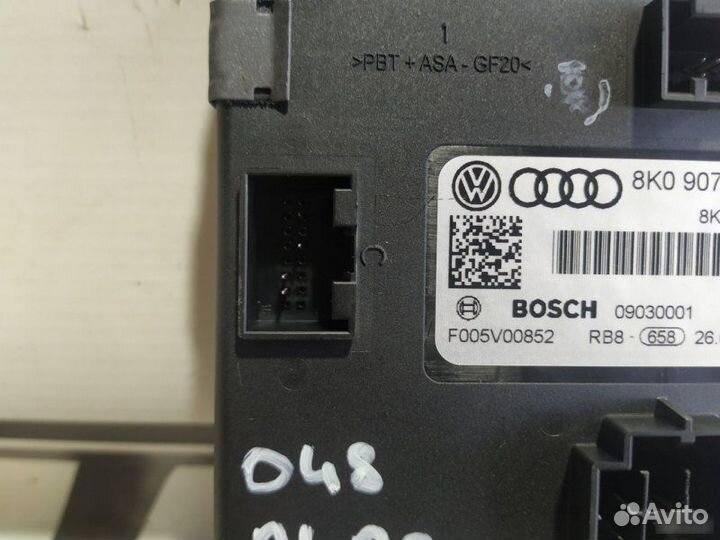 1
>PBT + ASA - GF20<
8K0 907
8K
BOSCH 09030001
F005V00852 RB8 - 658 26.
C
048
Avito